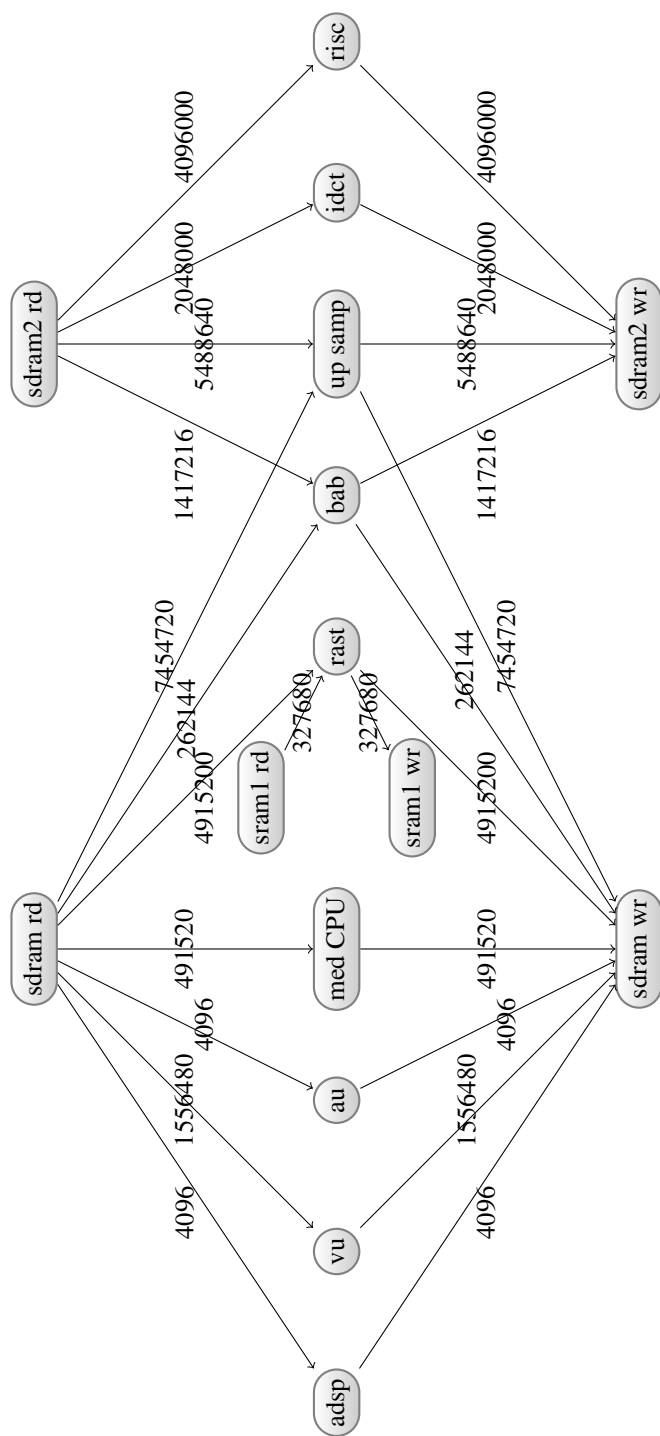 sdram rd
sdram2 rd
4096
1556480
4096
491520
4915200
262144
7454720
1417216
5488640
2048000
4096000
sram1 rd
327680
adsp
vu
au
med CPU
rast
bab
up samp
idct
risc
sram1 wr
327680
4096
1556480
4096
491520
4915200
262144
7454720
1417216
5488640
2048000
4096000
sdram wr
sdram2 wr